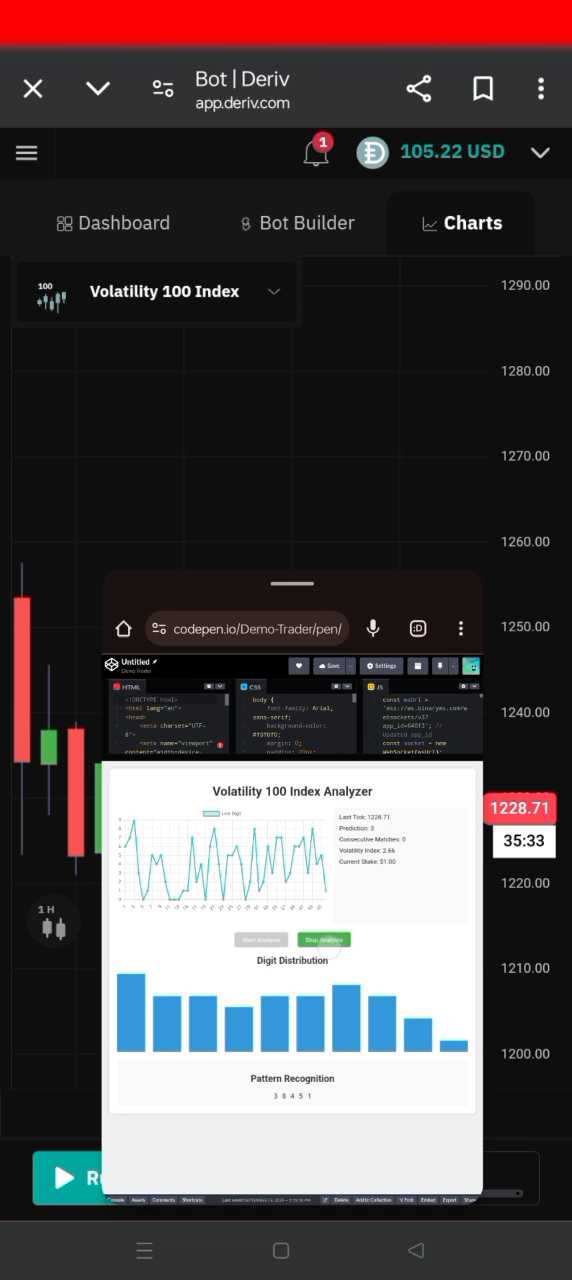 Bot | Deriv
app.deriv.com
1
105.22 USD
Dashboard
Bot Builder
Charts
100
Volatility 100 Index
1290.00
1280.00
1270.00
1260.00
1250.00
1240.00
1228.71
35:33
1220.00
1210.00
1200.00
1 H
codepen.io/Demo-Trader/pen/
:D
Untitled
Demo Trader
Save
Settings
HTML
CSS
JS
<!DOCTYPE html>
<html lang="en">
<head>
<meta charset="UTF-
8">
<meta name="viewport"
body {
font-family: Arial,
sans-serif;
background-color:
#f0f0f0;
margin: 0;
const wsUrl =
Updated app_id
const socket = new
Volatility 100 Index Analyzer
Last Digit
Last Tick: 1228.71
Prediction: 3
Consecutive Matches: 0
Volatility Index: 2.66
Current Stake: $1.00
Start Analysis
Stop Analysis
Digit Distribution
Pattern Recognition
3 8 4 5 1
Console
Assets
Comments
Shortcuts
Delete
Add to Collection
Fork
Embed
Export
Share